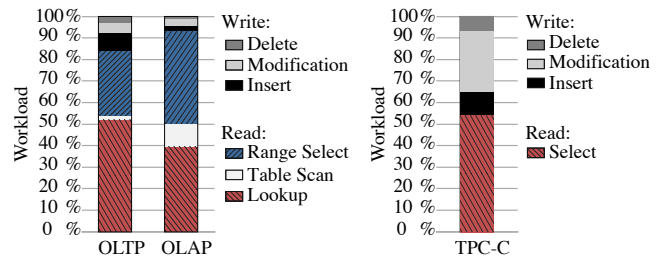 100 %
90 %
80 %
70 %
60 %
50 %
40 %
30 %
20 %
10 %
0 %
Workload
OLTP OLAP
Write:
Delete
Modification
Insert
Read:
Range Select
Table Scan
Lookup
100 %
90 %
80 %
70 %
60 %
50 %
40 %
30 %
20 %
10 %
0 %
Workload
TPC-C
Write:
Delete
Modification
Insert
Read:
Select